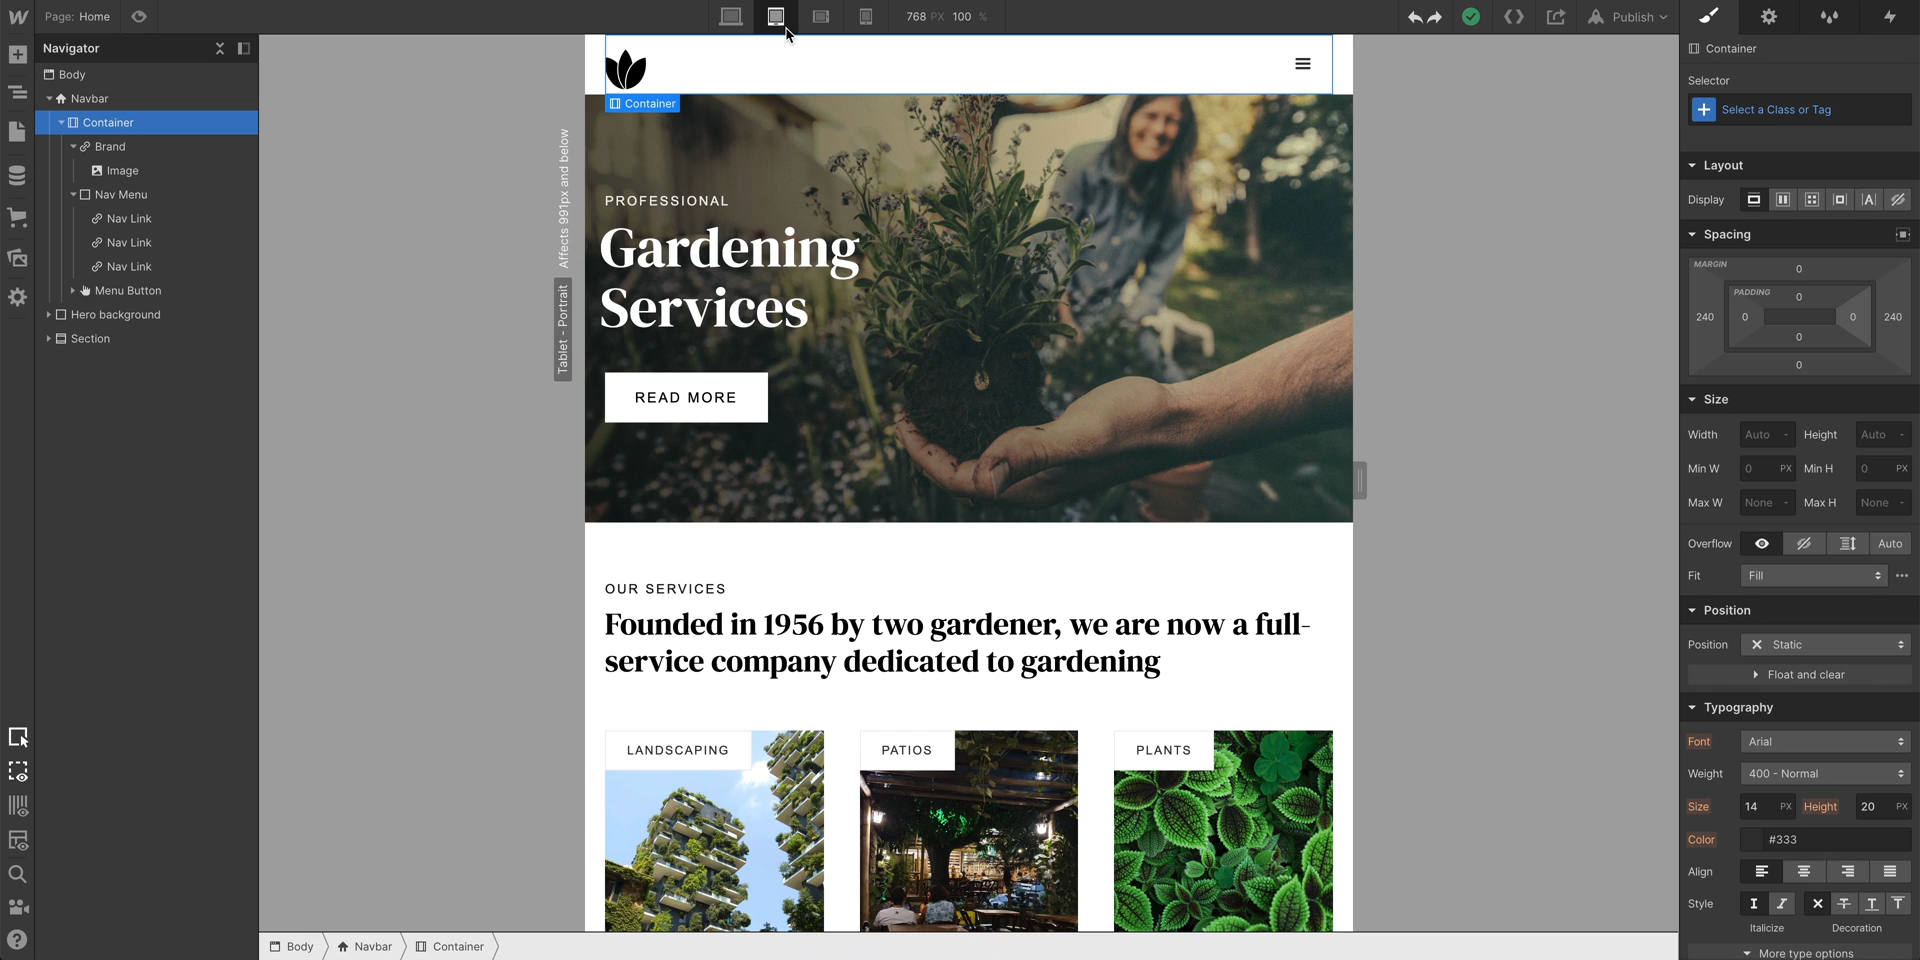 Page: Home
768 PX 100 %
Publish
Navigator
Body
Navbar
Container
Brand
Image
Nav Menu
Nav Link
Nav Link
Nav Link
Menu Button
Hero background
Section
Affects 991px and below
Tablet - Portrait
Container
PROFESSIONAL
Gardening
Services
READ MORE
OUR SERVICES
Founded in 1956 by two gardener, we are now a full-
service company dedicated to gardening
LANDSCAPING
PATIOS
PLANTS
Body
Navbar
Container
Container
Selector
Select a Class or Tag
Layout
Display
Spacing
MARGIN
0
PADDING
0
240 0 0 240
0
0
Size
Width Auto - Height Auto -
Min W 0 PX Min H 0 PX
Max W None - Max H None -
Overflow Auto
Fit Fill
Position
Position Static
Float and clear
Typography
Font Arial
Weight 400 - Normal
Size 14 PX Height 20 PX
Color #333
Align
Style
Italicize Decoration
More type options